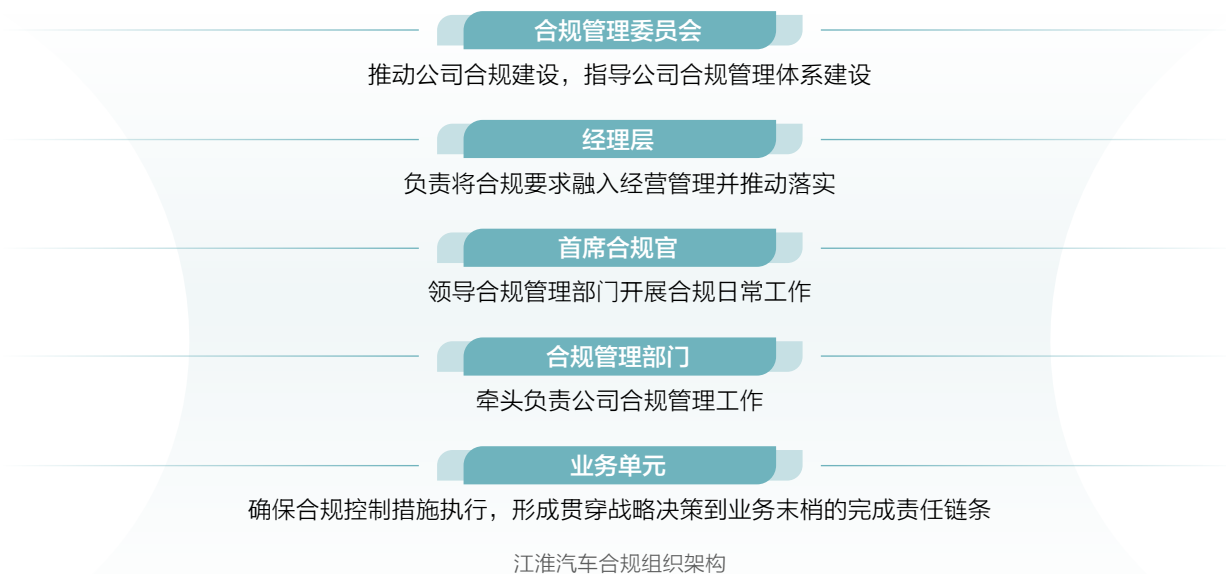 合规管理委员会
推动公司合规建设，指导公司合规管理体系建设
经理层
负责将合规要求融入经营管理并推动落实
首席合规官
领导合规管理部门开展合规日常工作
合规管理部门
牵头负责公司合规管理工作
业务单元
确保合规控制措施执行，形成贯穿战略决策到业务末梢的完成责任链条
江淮汽车合规组织架构